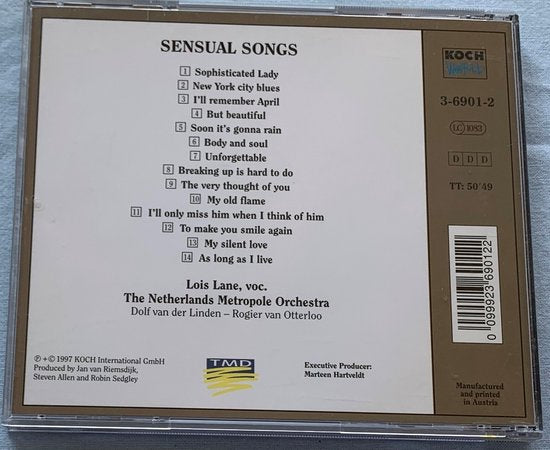 SENSUAL SONGS
1 Sophisticated Lady
2 New York city blues
3 I'll remember April
4 But beautiful
5 Soon it's gonna rain
6 Body and soul
7 Unforgettable
8 Breaking up is hard to do
9 The very thought of you
10 My old flame
11 I'll only miss him when I think of him
12 To make you smile again
13 My silent love
14 As long as I live
Lois Lane, voc.
The Netherlands Metropole Orchestra
Dolf van der Linden – Rogier van Otterloo
℗+© 1997 KOCH International GmbH
Produced by Jan van Riemsdijk,
Steven Allen and Robin Sedgley
TMD
Executive Producer:
Marteen Hartveldt
KOCH
3-6901-2
LC 1083
D D D
TT: 50'49
0 099923 690122
Manufactured
and printed
in Austria